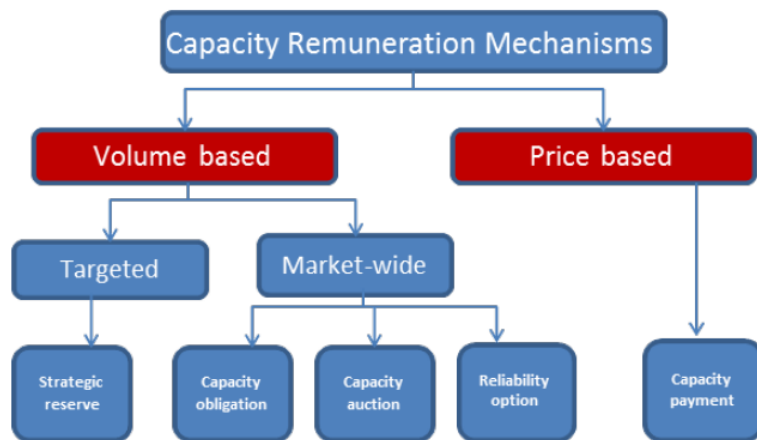 Capacity Remuneration Mechanisms
Volume based
Price based
Targeted
Market-wide
Strategic
reserve
Capacity
obligation
Capacity
auction
Reliability
option
Capacity
payment